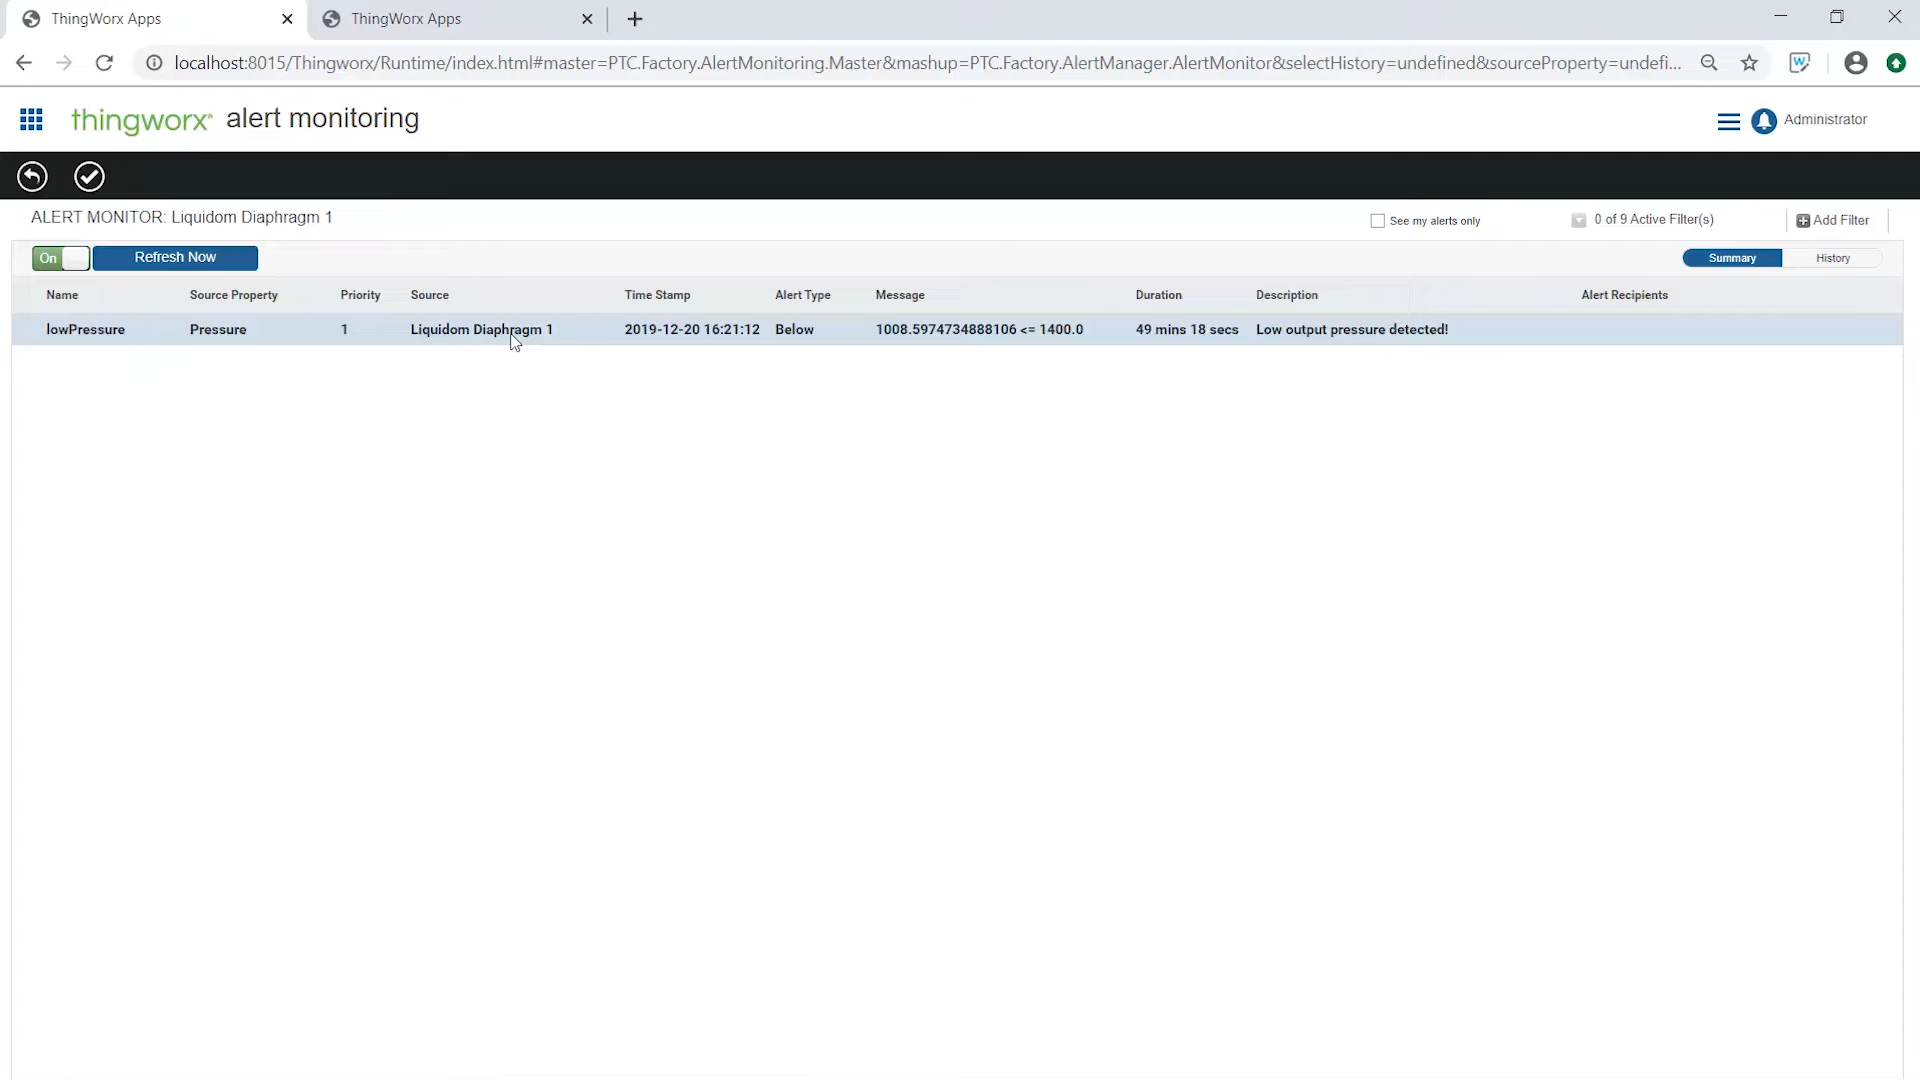 ThingWorx Apps
ThingWorx Apps
localhost:8015/Thingworx/Runtime/index.html#master=PTC.Factory.AlertMonitoring.Master&mashup=PTC.Factory.AlertManager.AlertMonitor&selectHistory=undefined&sourceProperty=undefi...
thingworx® alert monitoring
Administrator
ALERT MONITOR: Liquidom Diaphragm 1
See my alerts only
0 of 9 Active Filter(s)
Add Filter
On Refresh Now
Summary History
Name Source Property Priority Source Time Stamp Alert Type Message Duration Description Alert Recipients
lowPressure Pressure 1 Liquidom Diaphragm 1 2019-12-20 16:21:12 Below 1008.5974734888106 <= 1400.0 49 mins 18 secs Low output pressure detected!